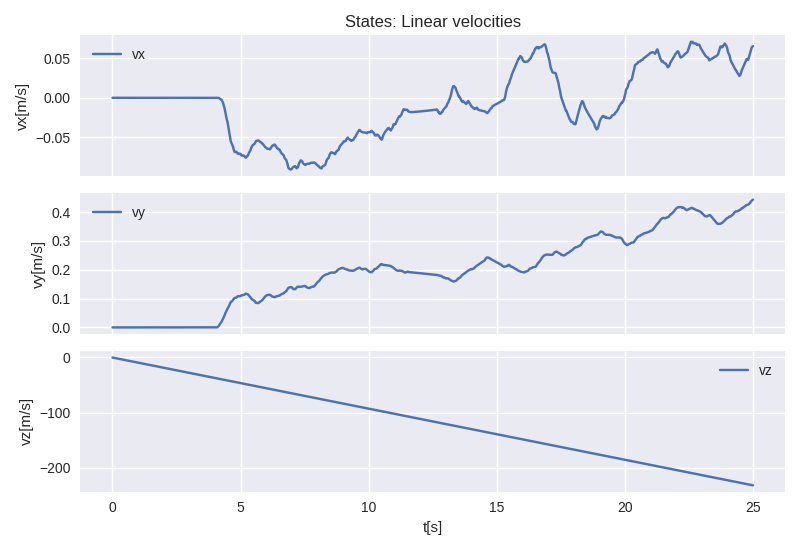 States: Linear velocities
vx[m/s]
0.05
0.00
−0.05
vx
vy[m/s]
0.4
0.3
0.2
0.1
0.0
vy
vz[m/s]
0
−100
−200
vz
0 5 10 15 20 25
t[s]